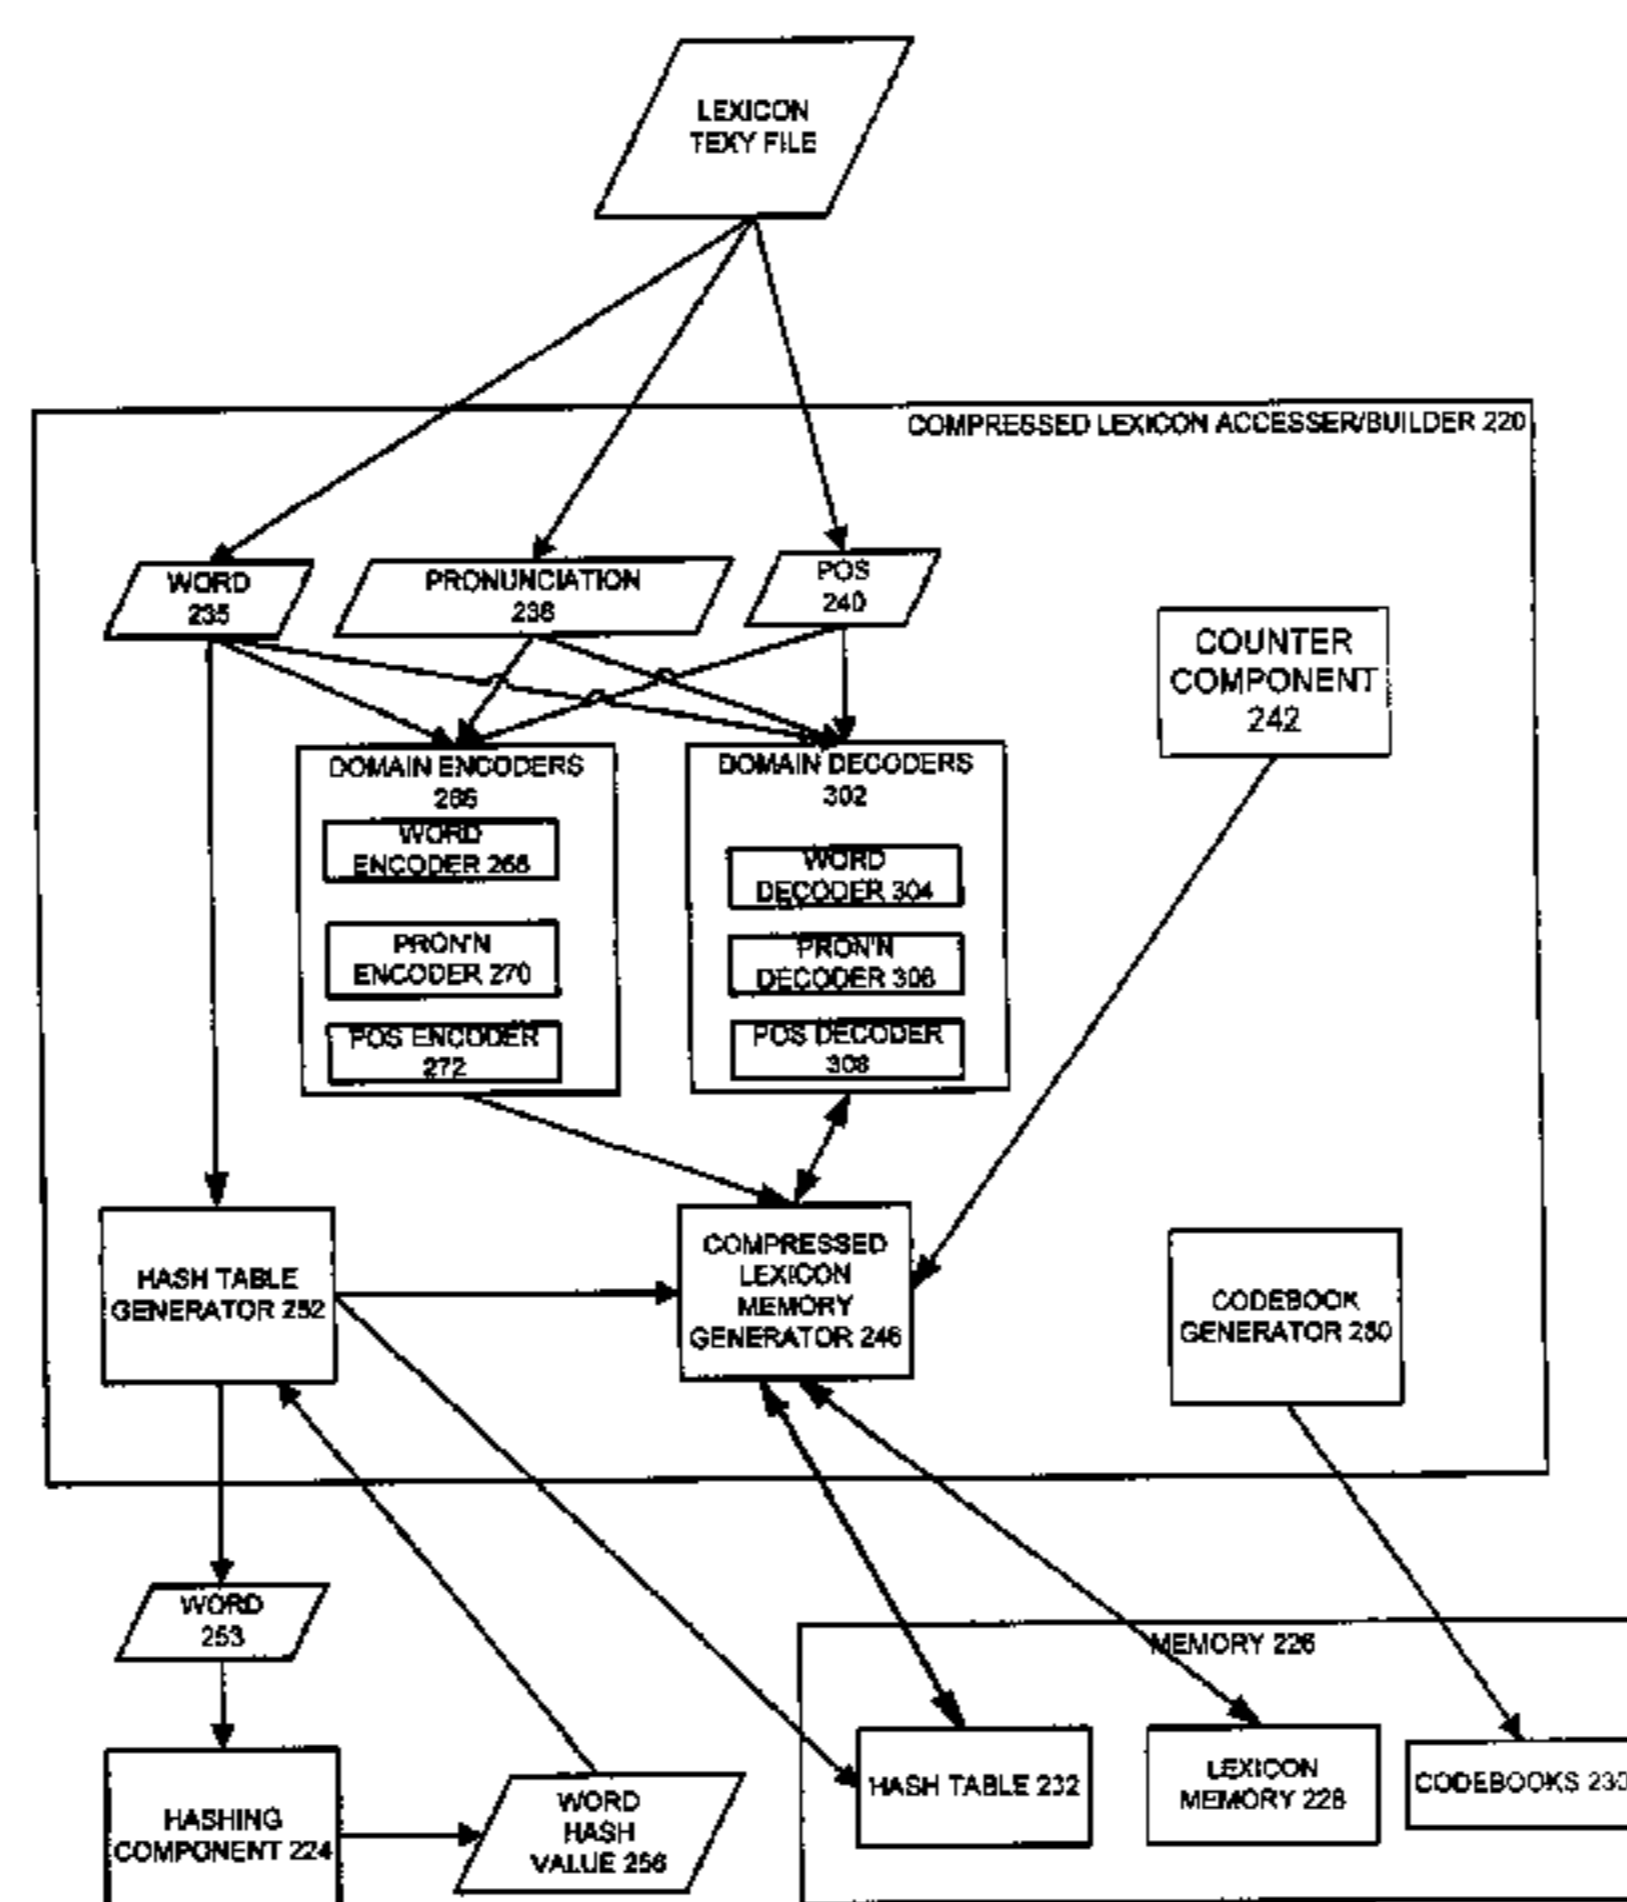 LEXICON
TEXY FILE
COMPRESSED LEXICON ACCESSER/BUILDER 220
WORD
235
PRONUNCIATION
238
POS
240
COUNTER
COMPONENT
242
DOMAIN ENCODERS
266
WORD
ENCODER 268
PRON'N
ENCODER 270
POS ENCODER
272
DOMAIN DECODERS
302
WORD
DECODER 304
PRON'N
DECODER 306
POS DECODER
308
HASH TABLE
GENERATOR 252
COMPRESSED
LEXICON
MEMORY
GENERATOR 246
CODEBOOK
GENERATOR 250
WORD
253
MEMORY 226
HASH TABLE 232
LEXICON
MEMORY 228
CODEBOOKS 230
HASHING
COMPONENT 224
WORD
HASH
VALUE 256